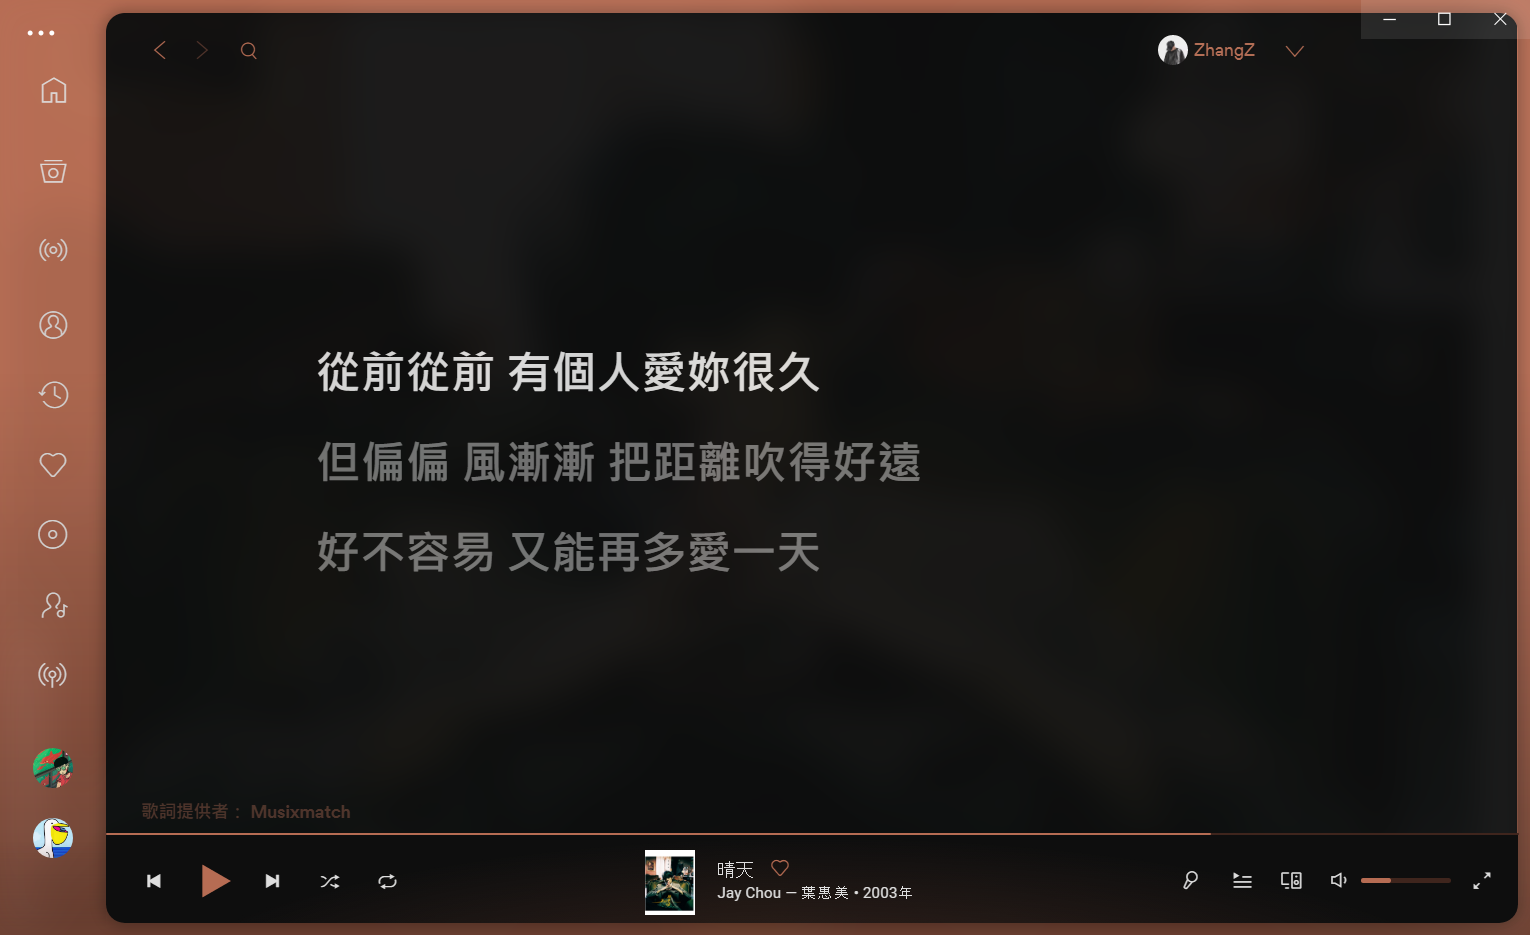 ZhangZ
從前從前 有個人愛妳很久
但偏偏 風漸漸 把距離吹得好遠
好不容易 又能再多愛一天
歌詞提供者： Musixmatch
晴天
Jay Chou — 葉惠美 • 2003年